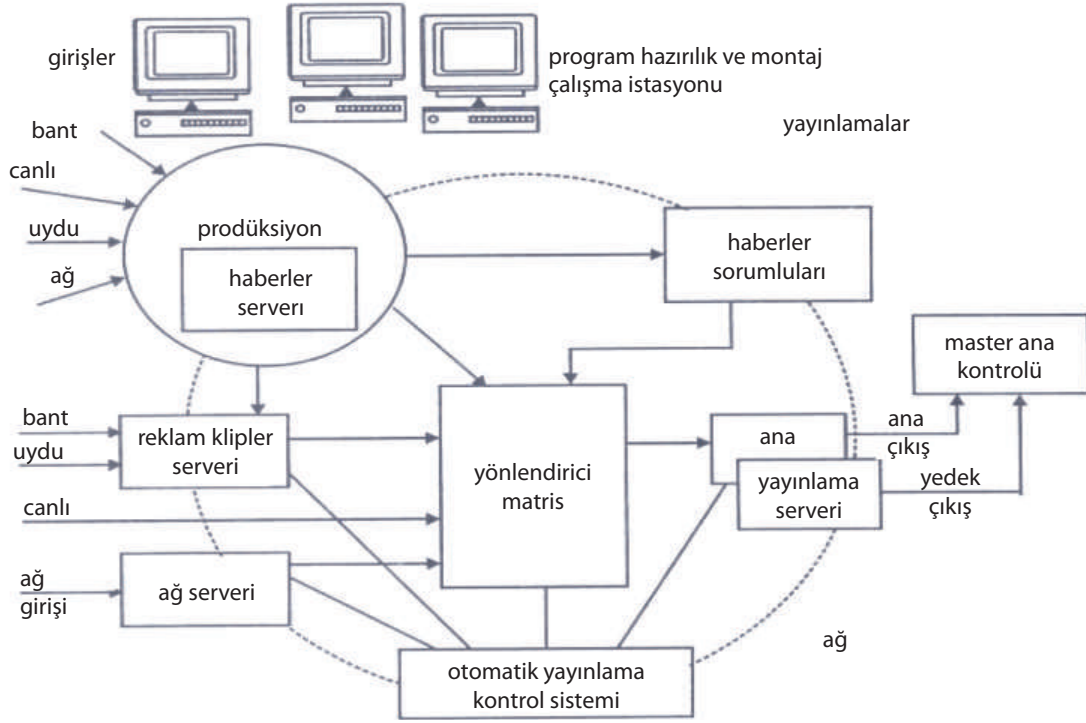 girişler
program hazırılık ve montaj
çalışma istasyonu
yayınlamalar
bant
canlı
uydu
ağ
prodüksiyon
haberler
serverı
haberler
sorumluları
master ana
kontrolü
bant
uydu
reklam klipler
serveri
canlı
yönlendirici
matris
ana
yayınlama
serveri
ana
çıkış
yedek
çıkış
ağ
girişi
ağ serveri
otomatik yayınlama
kontrol sistemi
ağ